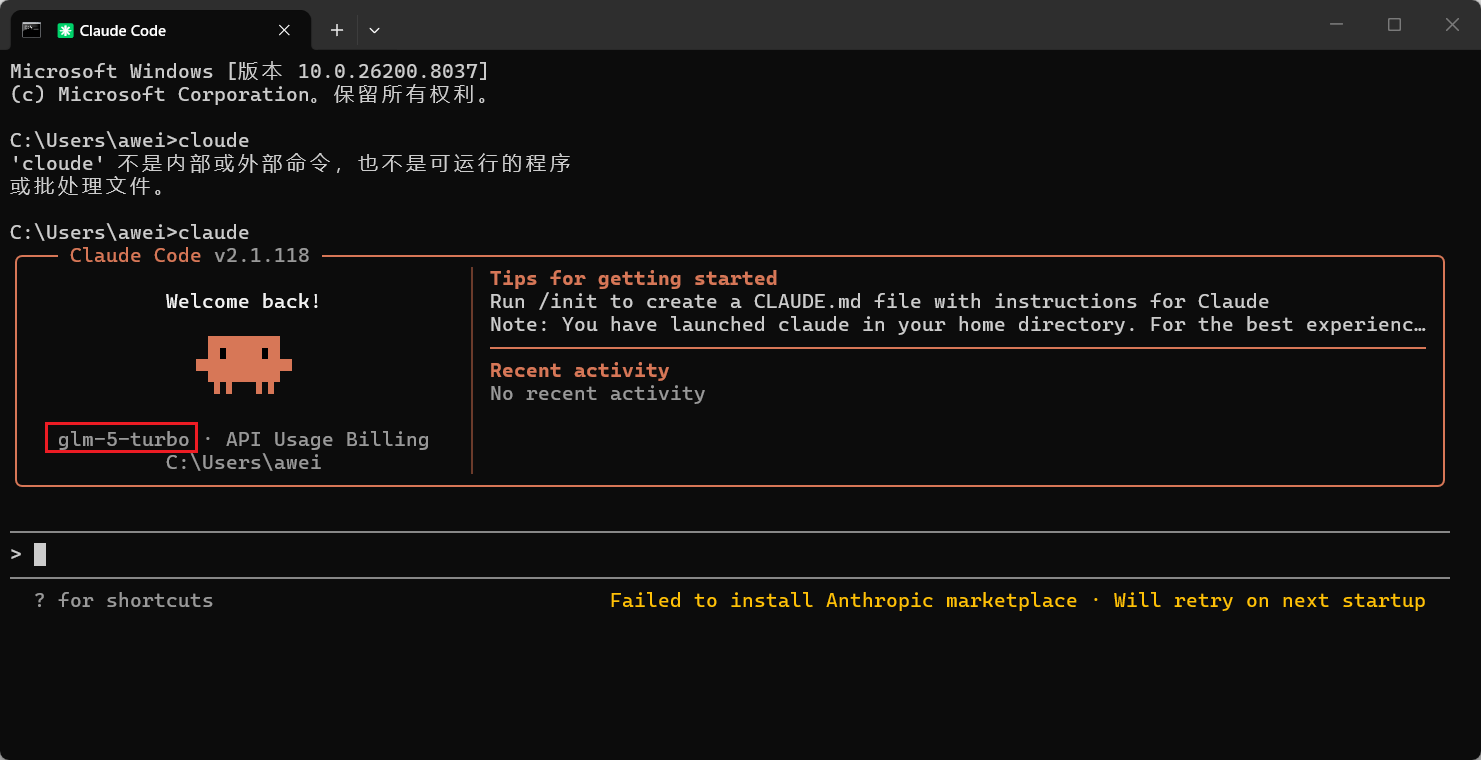 Claude Code
Microsoft Windows [版本 10.0.26200.8037]
(c) Microsoft Corporation。保留所有权利。
C:\Users\awei>cloude
'cloude' 不是内部或外部命令，也不是可运行的程序
或批处理文件。
C:\Users\awei>claude
Claude Code v2.1.118
Welcome back!
glm-5-turbo · API Usage Billing
C:\Users\awei
Tips for getting started
Run /init to create a CLAUDE.md file with instructions for Claude
Note: You have launched claude in your home directory. For the best experienc…
Recent activity
No recent activity
>
? for shortcuts
Failed to install Anthropic marketplace · Will retry on next startup